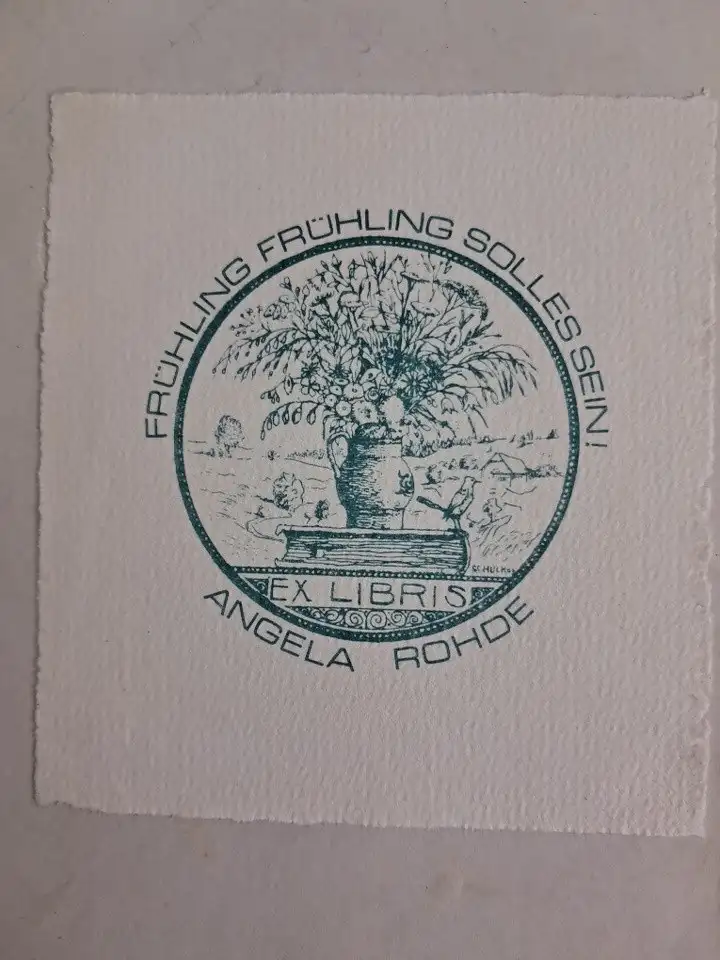 FRÜHLING FRÜHLING SOLL ES SEIN!
EX LIBRIS
ANGELA ROHDE